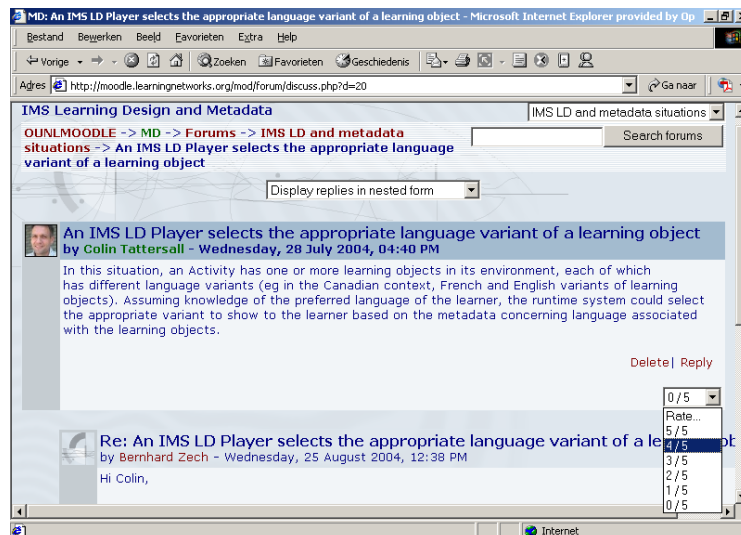 MD: An IMS LD Player selects the appropriate language variant of a learning object - Microsoft Internet Explorer provided by Op
Bestand Bewerken Beeld Favorieten Extra Help
Vorige Zoeken Favorieten Geschiedenis
Adres http://moodle.learningnetworks.org/mod/forum/discuss.php?d=20 Ga naar
IMS Learning Design and Metadata
IMS LD and metadata situations
OUNLMOODLE -> MD -> Forums -> IMS LD and metadata
situations -> An IMS LD Player selects the appropriate language
variant of a learning object
Search forums
Display replies in nested form
An IMS LD Player selects the appropriate language variant of a learning object
by Colin Tattersall - Wednesday, 28 July 2004, 04:40 PM
In this situation, an Activity has one or more learning objects in its environment, each of which
has different language variants (eg in the Canadian context, French and English variants of learning
objects). Assuming knowledge of the preferred language of the learner, the runtime system could select
the appropriate variant to show to the learner based on the metadata concerning language associated
with the learning objects.
Delete| Reply
0/5
Rate...
5/5
4/5
3/5
2/5
1/5
0/5
Re: An IMS LD Player selects the appropriate language variant of a le
by Bernhard Zech - Wednesday, 25 August 2004, 12:38 PM
Hi Colin,
Internet